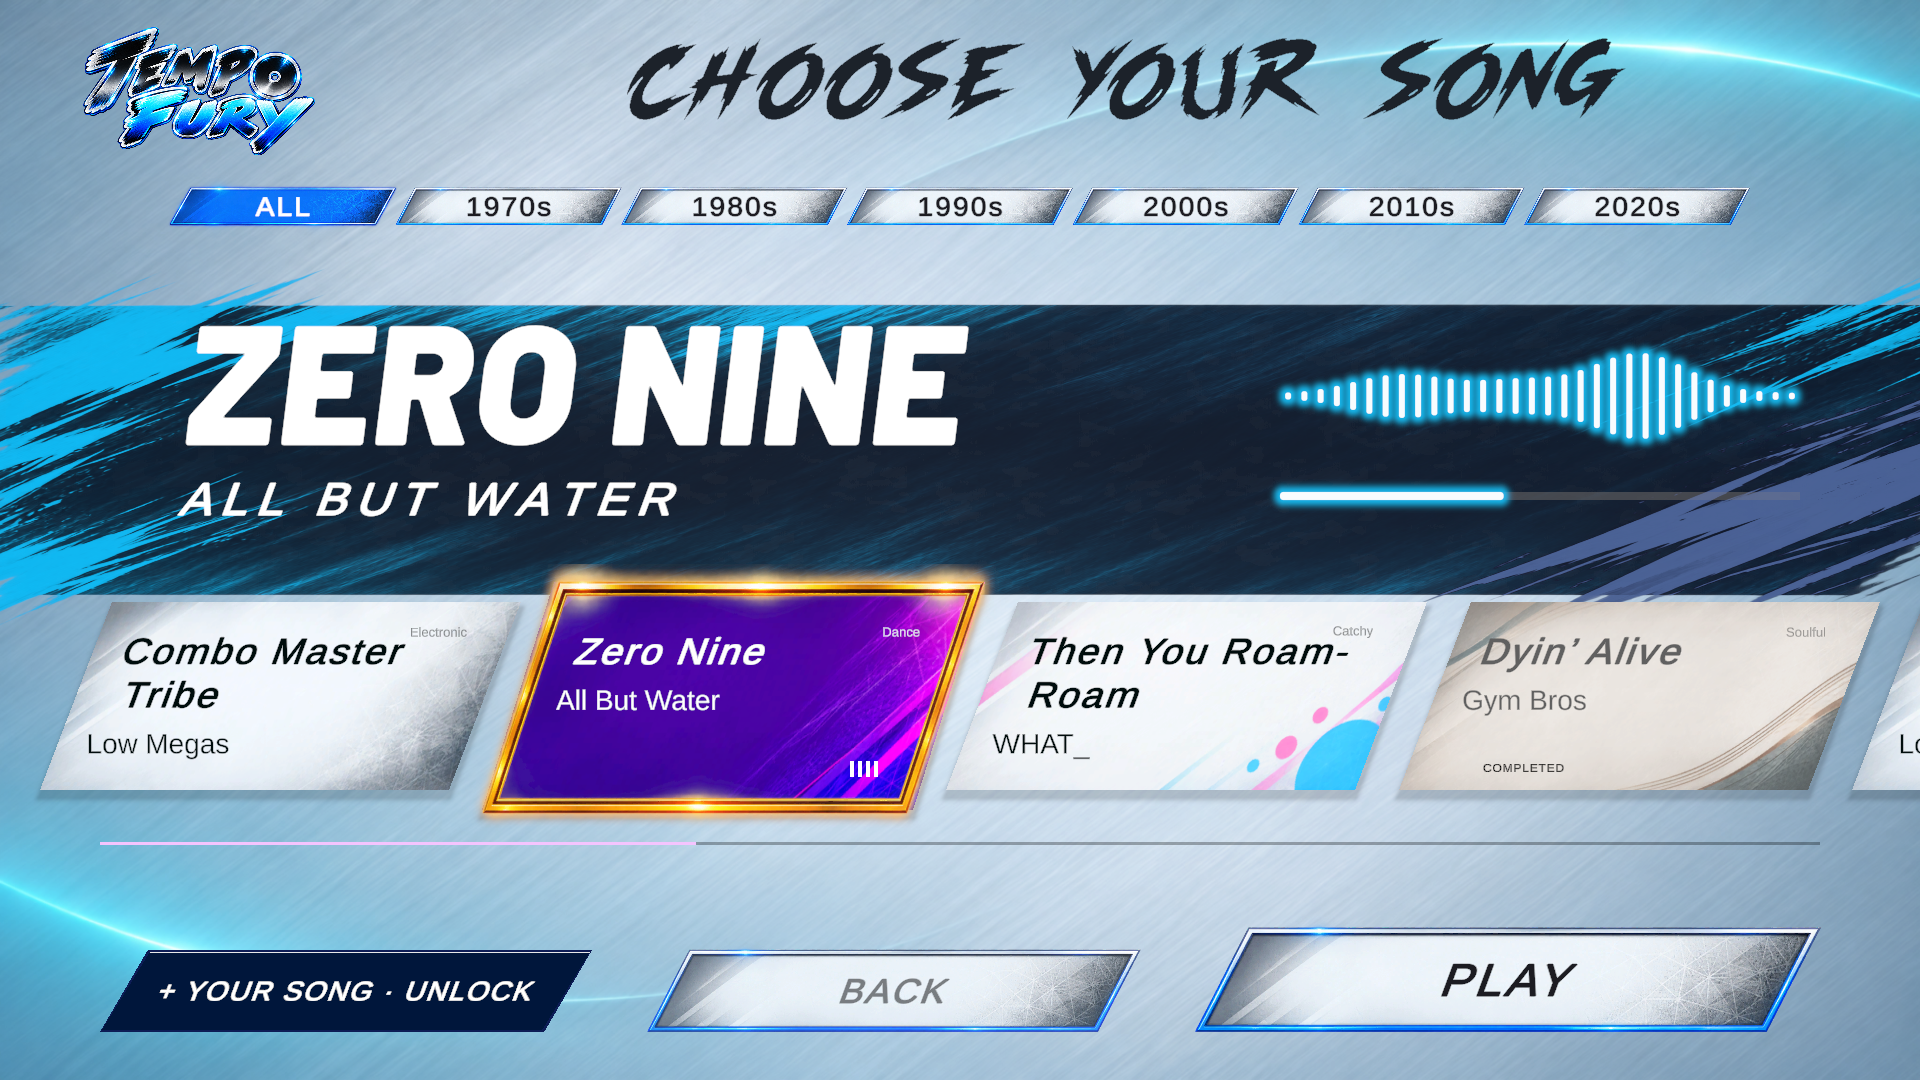 TEMPO
FURY
CHOOSE YOUR SONG
ALL
1970s
1980s
1990s
2000s
2010s
2020s
ZERO NINE
ALL BUT WATER
Electronic
Combo Master
Tribe
Low Megas
Dance
Zero Nine
All But Water
Catchy
Then You Roam-
Roam
WHAT_
Soulful
Dyin’ Alive
Gym Bros
COMPLETED
+ YOUR SONG · UNLOCK
BACK
PLAY